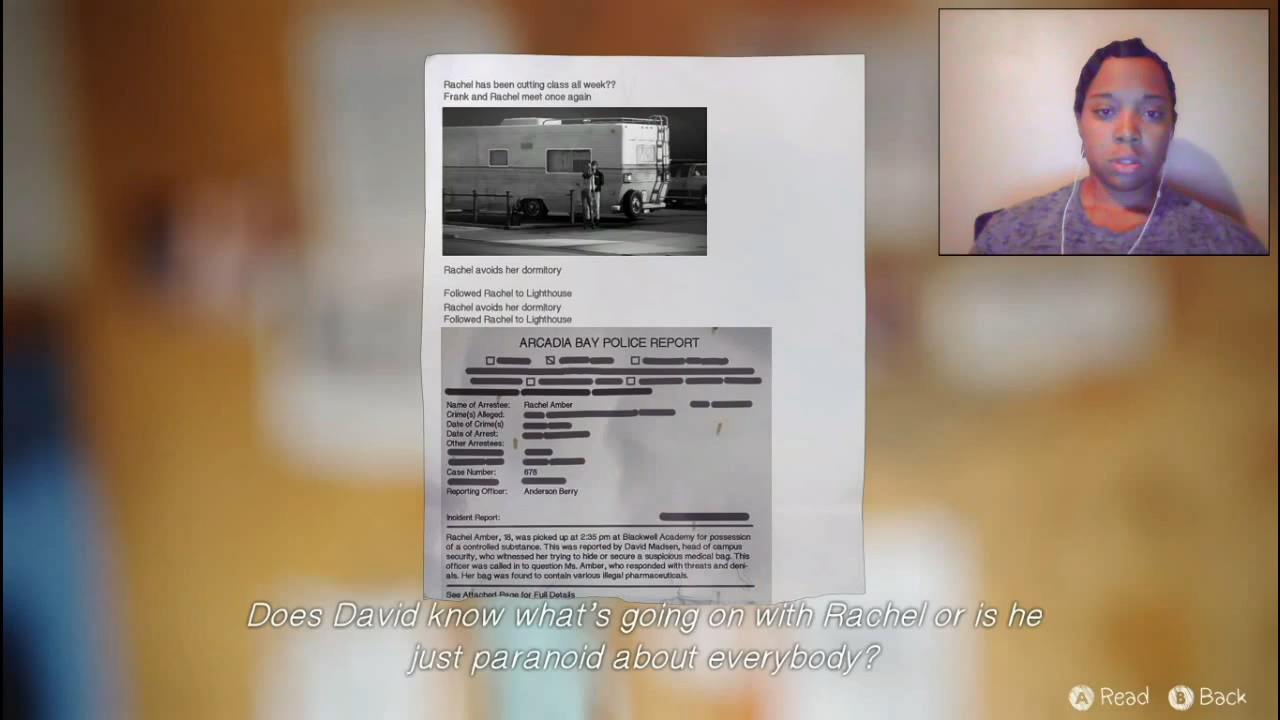 Rachel has been cutting class all week??
Frank and Rachel meet once again
Rachel avoids her dormitory
Followed Rachel to Lighthouse
Rachel avoids her dormitory
Followed Rachel to Lighthouse
ARCADIA BAY POLICE REPORT
Name of Arrestee: Rachel Amber
Crime(s) Alleged:
Date of Crime(s)
Date of Arrest:
Other Arrestees:
Case Number: 678
Reporting Officer: Anderson Berry
Incident Report:
Rachel Amber, 18, was picked up at 2:35 pm at Blackwell Academy for possession
of a controlled substance. This was reported by David Madsen, head of campus
security, who witnessed her trying to hide or secure a suspicious medical bag. This
officer was called in to question Ms. Amber, who responded with threats and deni-
als. Her bag was found to contain various illegal pharmaceuticals.
See Attached Page for Full Details
Does David know what's going on with Rachel or is he
just paranoid about everybody?
A Read B Back